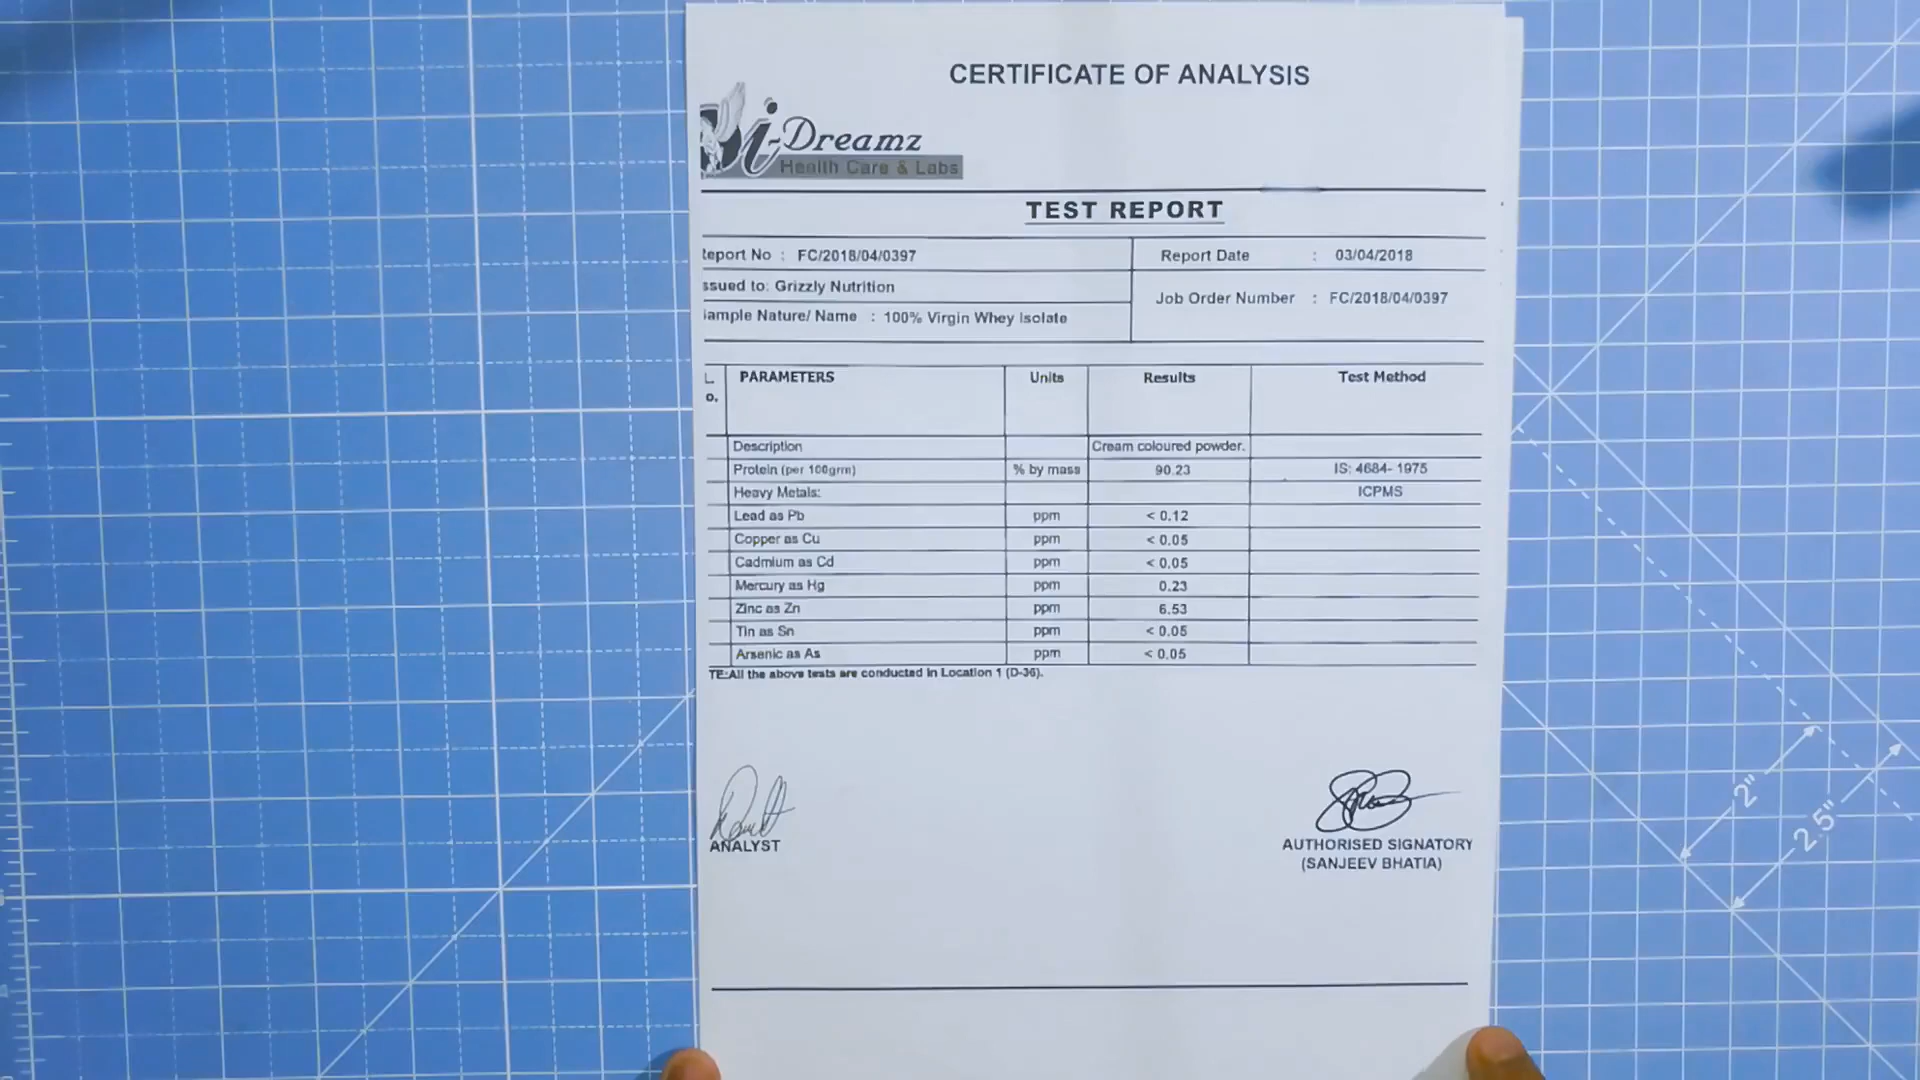 CERTIFICATE OF ANALYSIS
i-Dreamz
Health Care & Labs
TEST REPORT
eport No : FC/2018/04/0397
Report Date : 03/04/2018
ssued to: Grizzly Nutrition
Job Order Number : FC/2018/04/0397
ample Nature/ Name : 100% Virgin Whey Isolate
L. PARAMETERS Units Results Test Method
o.
Description Cream coloured powder.
Protein (per 100grm) % by mass 90.23 IS: 4684- 1975
Heavy Metals: ICPMS
Lead as Pb ppm < 0.12
Copper as Cu ppm < 0.05
Cadmium as Cd ppm < 0.05
Mercury as Hg ppm 0.23
Zinc as Zn ppm 6.53
Tin as Sn ppm < 0.05
Arsenic as As ppm < 0.05
TE:All the above tests are conducted in Location 1 (D-36).
ANALYST
AUTHORISED SIGNATORY
(SANJEEV BHATIA)
2"
2.5"